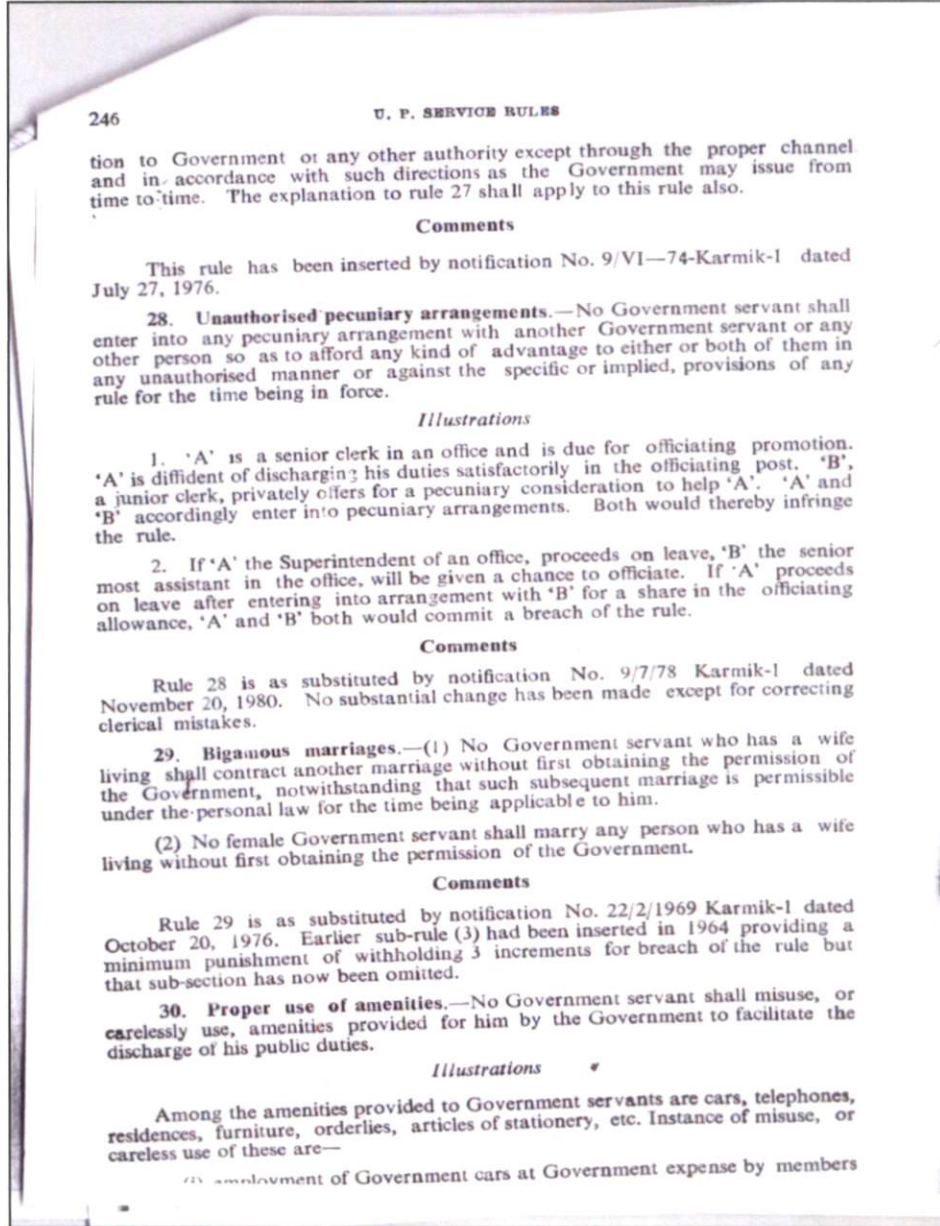 246
U. P. SERVICE RULES
tion to Government ot any other authority except through the proper channel
and in accordance with such directions as the Government may issue from
time to time. The explanation to rule 27 shall apply to this rule also.
Comments
This rule has been inserted by notification No. 9/VI—74-Karmik-1 dated
July 27, 1976.
28. Unauthorised pecuniary arrangements.—No Government servant shall
enter into any pecuniary arrangement with another Government servant or any
other person so as to afford any kind of advantage to either or both of them in
any unauthorised manner or against the specific or implied, provisions of any
rule for the time being in force.
Illustrations
1. 'A' is a senior clerk in an office and is due for officiating promotion.
'A' is diffident of discharging his duties satisfactorily in the officiating post. 'B',
a junior clerk, privately offers for a pecuniary consideration to help 'A'. 'A' and
'B' accordingly enter into pecuniary arrangements. Both would thereby infringe
the rule.
2. If 'A' the Superintendent of an office, proceeds on leave, 'B' the senior
most assistant in the office, will be given a chance to officiate. If 'A' proceeds
on leave after entering into arrangement with 'B' for a share in the officiating
allowance, 'A' and 'B' both would commit a breach of the rule.
Comments
Rule 28 is as substituted by notification No. 9/7/78 Karmik-1 dated
November 20, 1980. No substantial change has been made except for correcting
clerical mistakes.
29. Bigamous marriages.—(1) No Government servant who has a wife
living shall contract another marriage without first obtaining the permission of
the Government, notwithstanding that such subsequent marriage is permissible
under the personal law for the time being applicable to him.
(2) No female Government servant shall marry any person who has a wife
living without first obtaining the permission of the Government.
Comments
Rule 29 is as substituted by notification No. 22/2/1969 Karmik-1 dated
October 20, 1976. Earlier sub-rule (3) had been inserted in 1964 providing a
minimum punishment of withholding 3 increments for breach of the rule but
that sub-section has now been omitted.
30. Proper use of amenities.—No Government servant shall misuse, or
carelessly use, amenities provided for him by the Government to facilitate the
discharge of his public duties.
Illustrations
Among the amenities provided to Government servants are cars, telephones,
residences, furniture, orderlies, articles of stationery, etc. Instance of misuse, or
careless use of these are—
employment of Government cars at Government expense by members